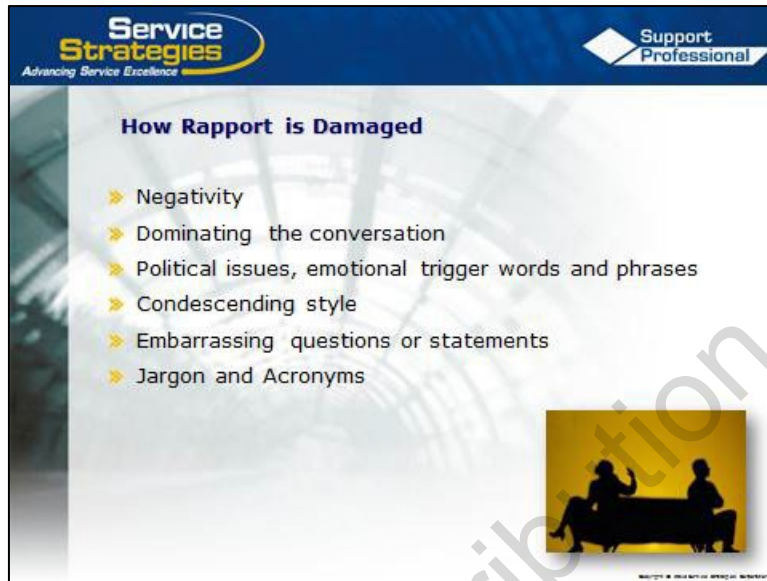 Service
Strategies
Advancing Service Excellence
Support
Professional
How Rapport is Damaged
Negativity
Dominating the conversation
Political issues, emotional trigger words and phrases
Condescending style
Embarrassing questions or statements
Jargon and Acronyms